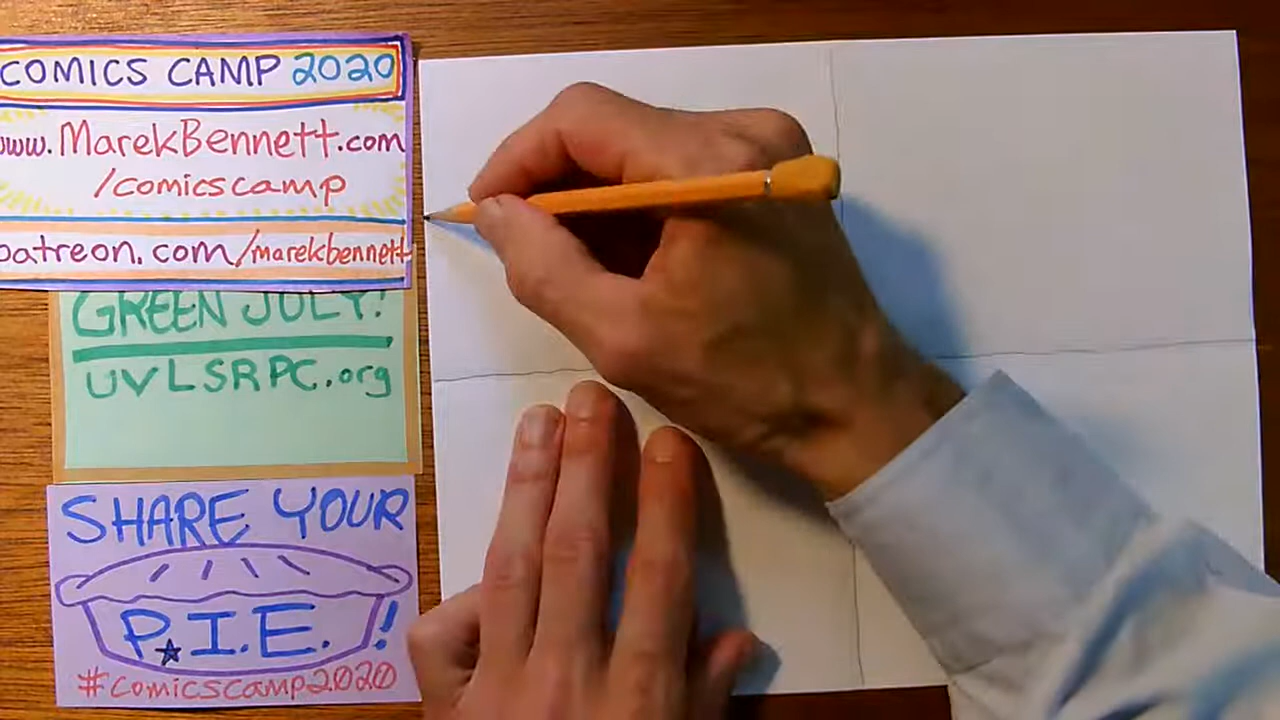 COMICS CAMP 2020
www.MarekBennett.com
/comicscamp
patreon.com/marekbennett
GREEN JULY!
UVLSRPC.org
SHARE YOUR
P.I.E.!
#comicscamp2020